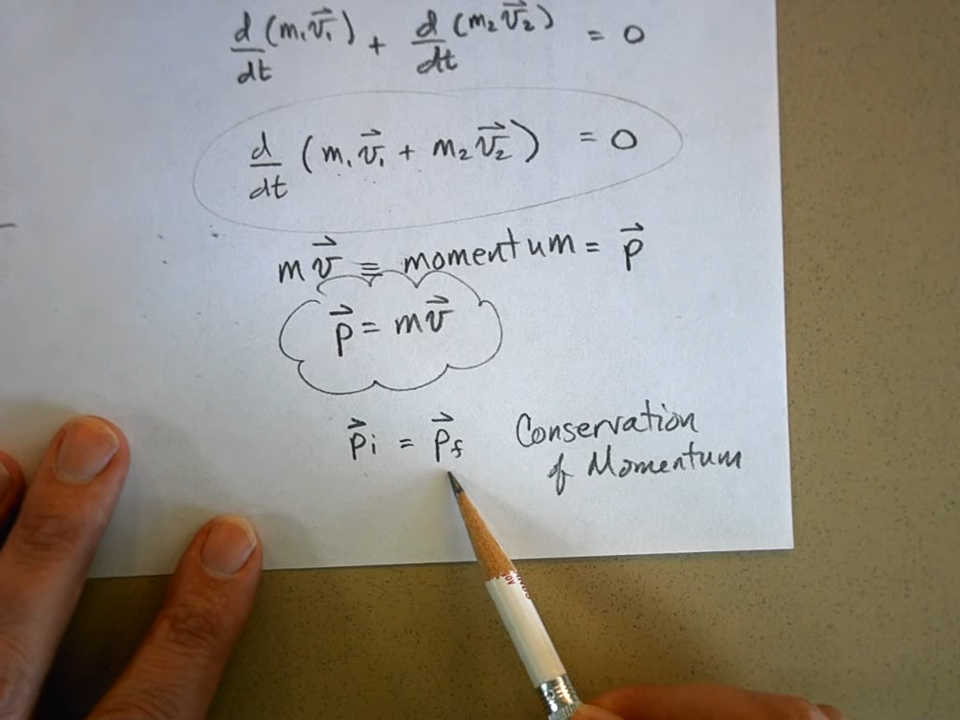 d/dt (m₁v⃗₁) + d/dt (m₂v⃗₂) = 0
d/dt (m₁v⃗₁ + m₂v⃗₂) = 0
mv⃗ ≡ momentum = p⃗
p⃗ = mv⃗
p⃗i = p⃗f Conservation
of Momentum